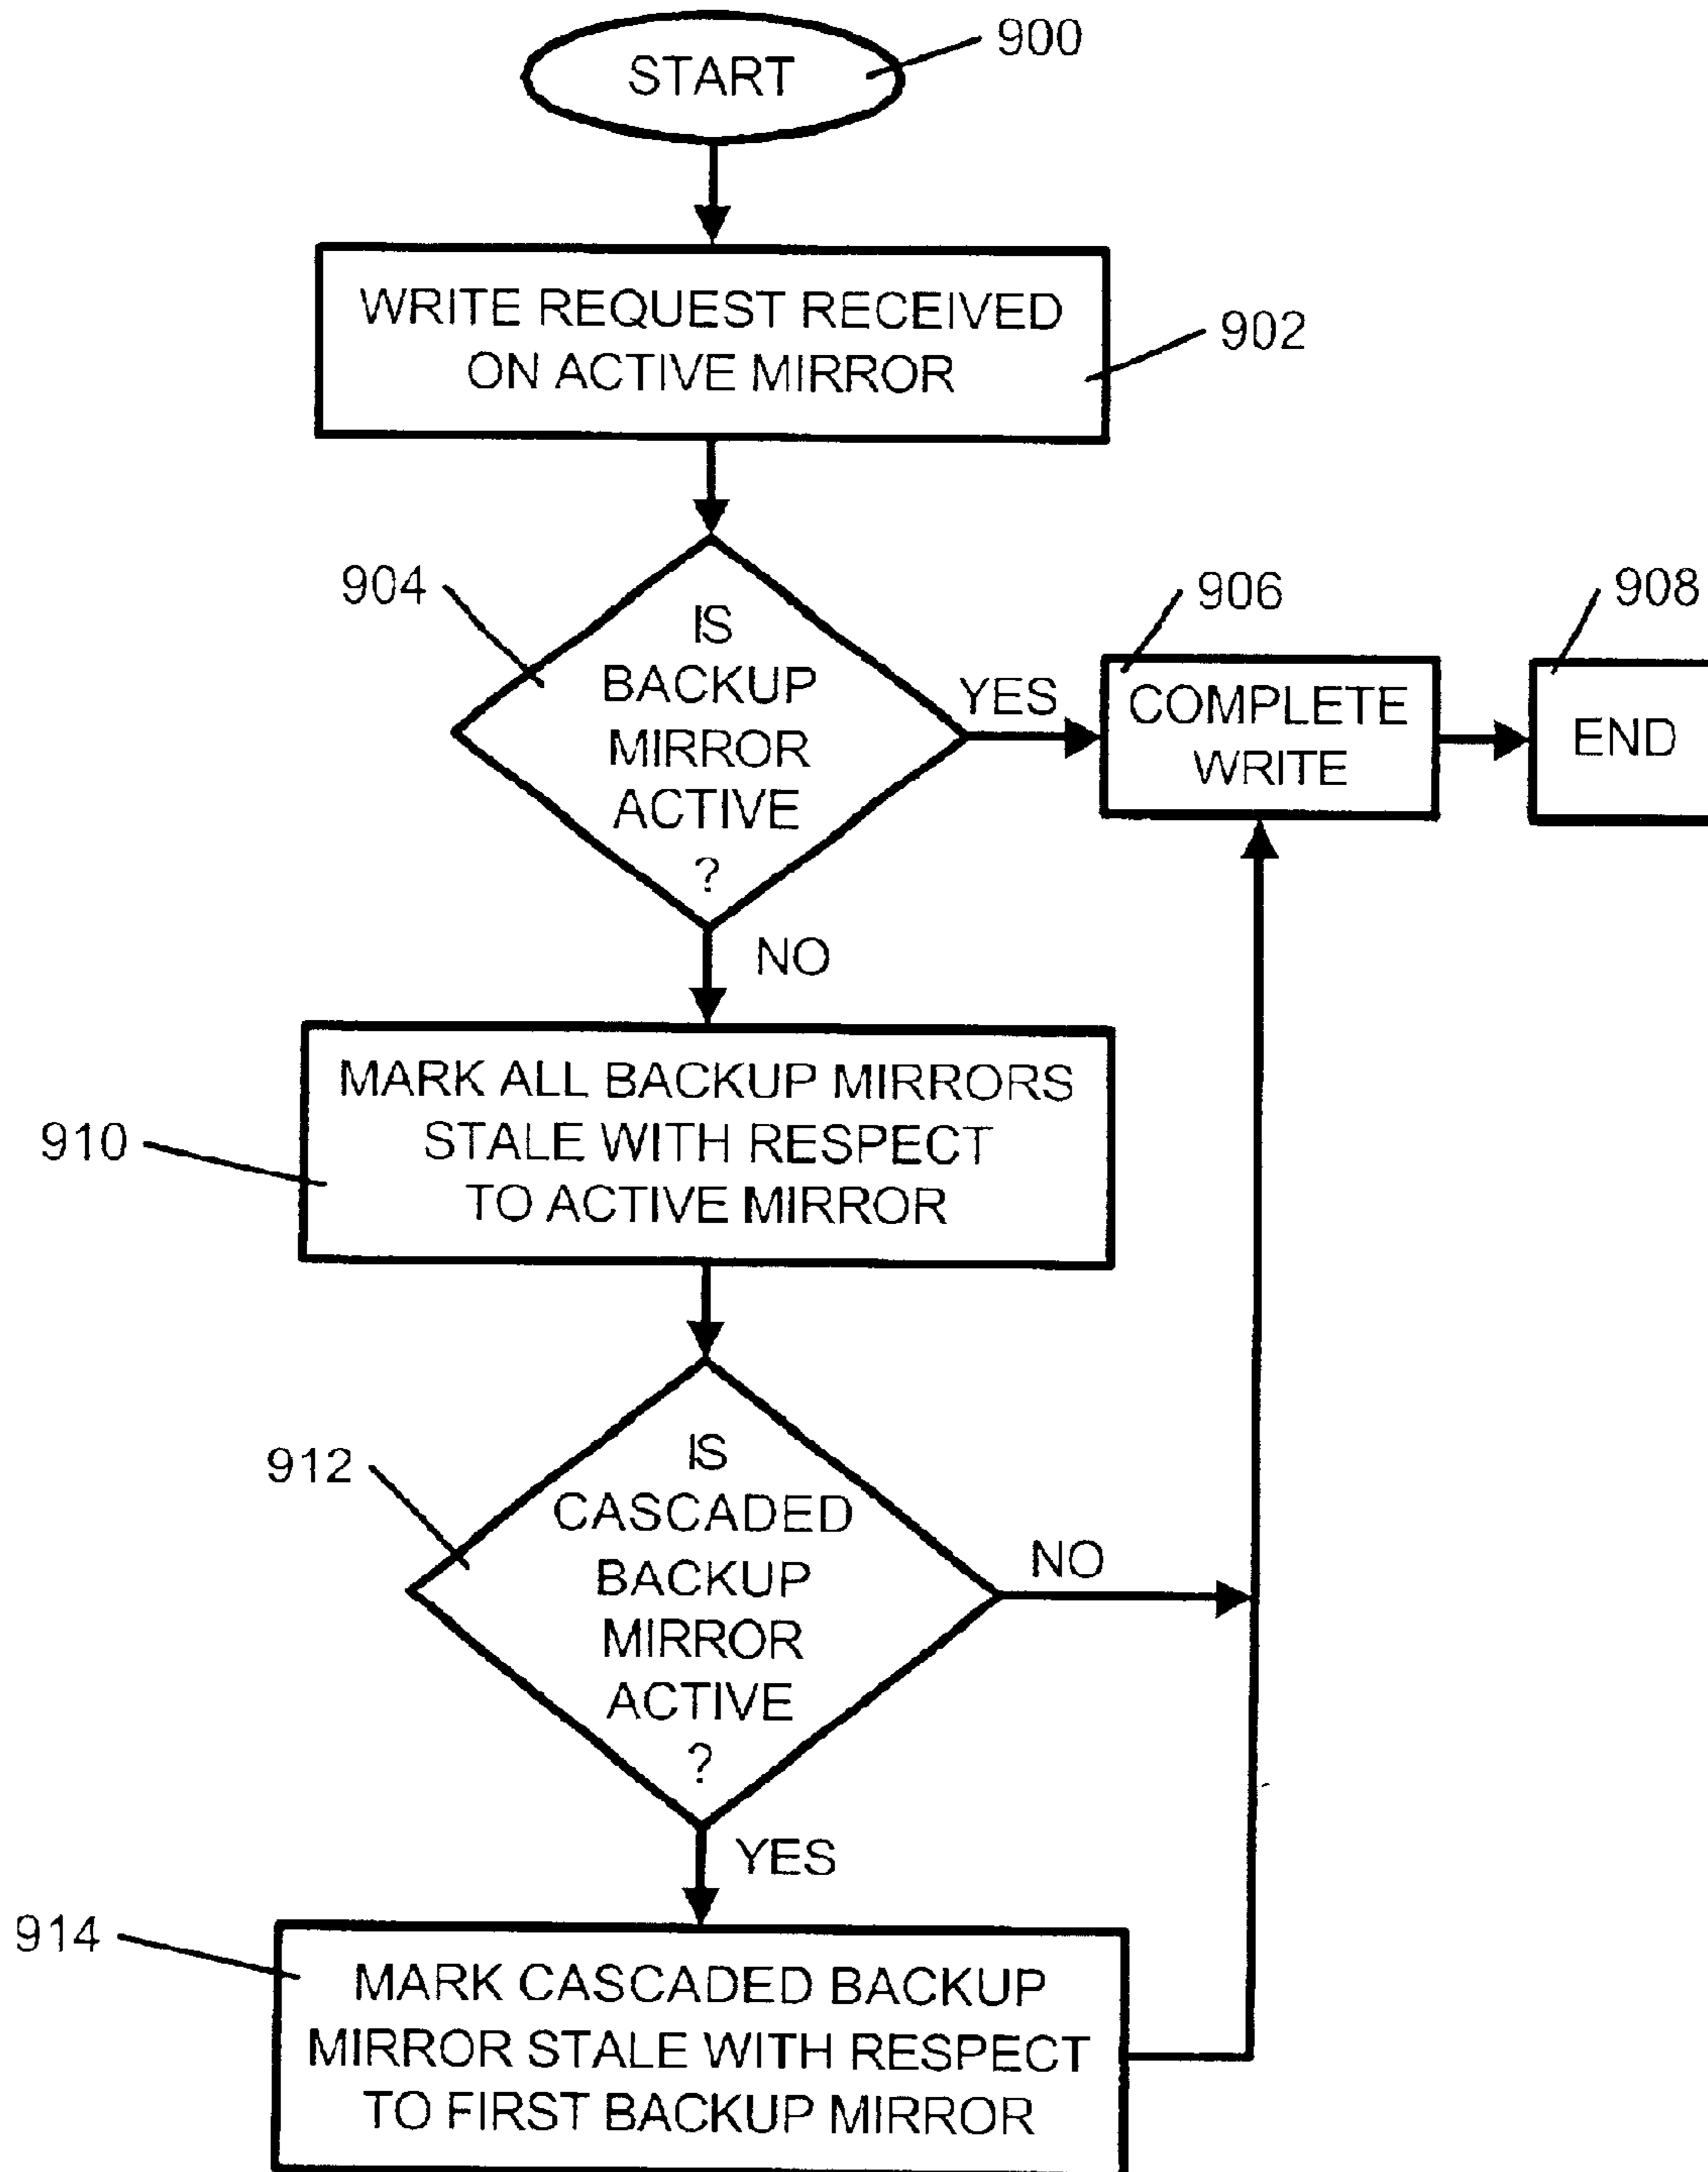 START
900
WRITE REQUEST RECEIVED
ON ACTIVE MIRROR
902
904
IS
BACKUP
MIRROR
ACTIVE
?
YES
906
COMPLETE
WRITE
908
END
NO
910
MARK ALL BACKUP MIRRORS
STALE WITH RESPECT
TO ACTIVE MIRROR
912
IS
CASCADED
BACKUP
MIRROR
ACTIVE
?
NO
YES
914
MARK CASCADED BACKUP
MIRROR STALE WITH RESPECT
TO FIRST BACKUP MIRROR